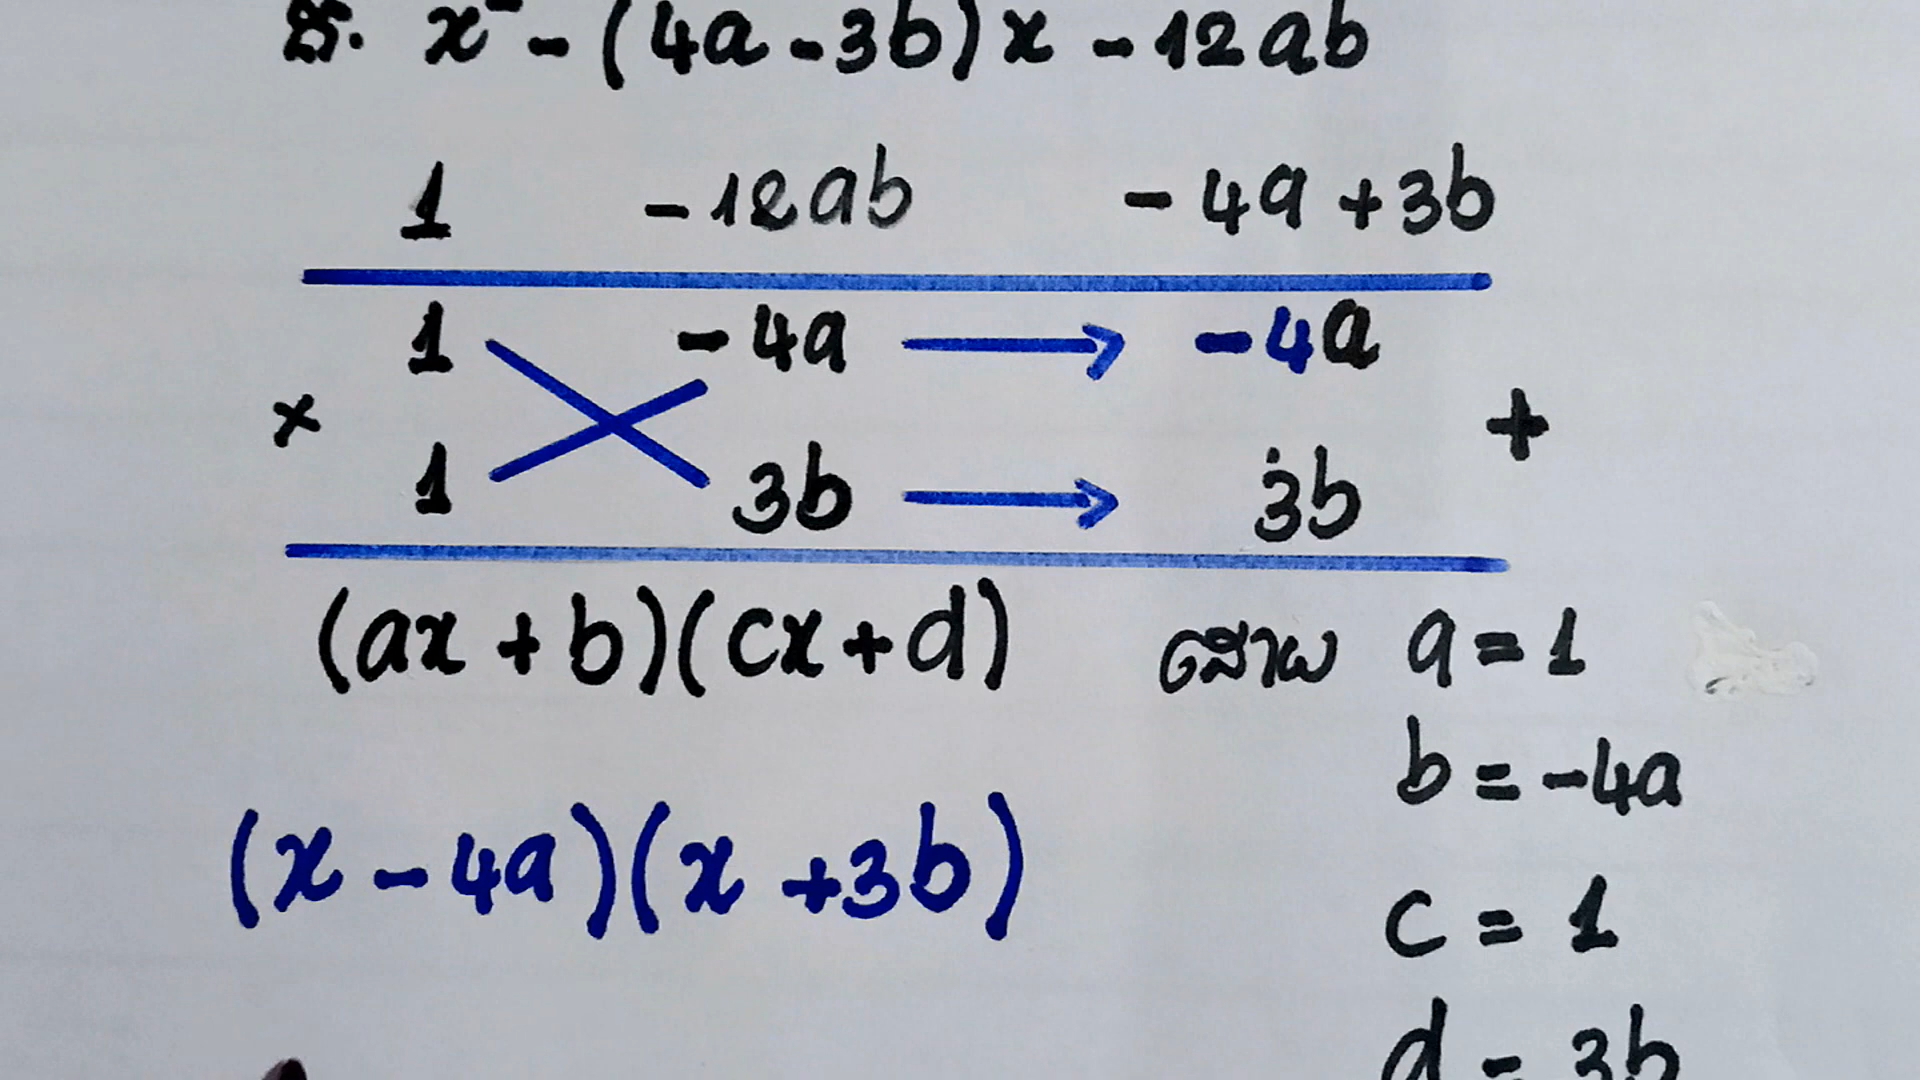 x² - (4a - 3b)x - 12ab
1 -12ab -4a + 3b
1 -4a → -4a
× +
1 3b → 3b
(ax + b)(cx + d) a = 1
b = -4a
(x - 4a)(x + 3b)
c = 1
d = 3b